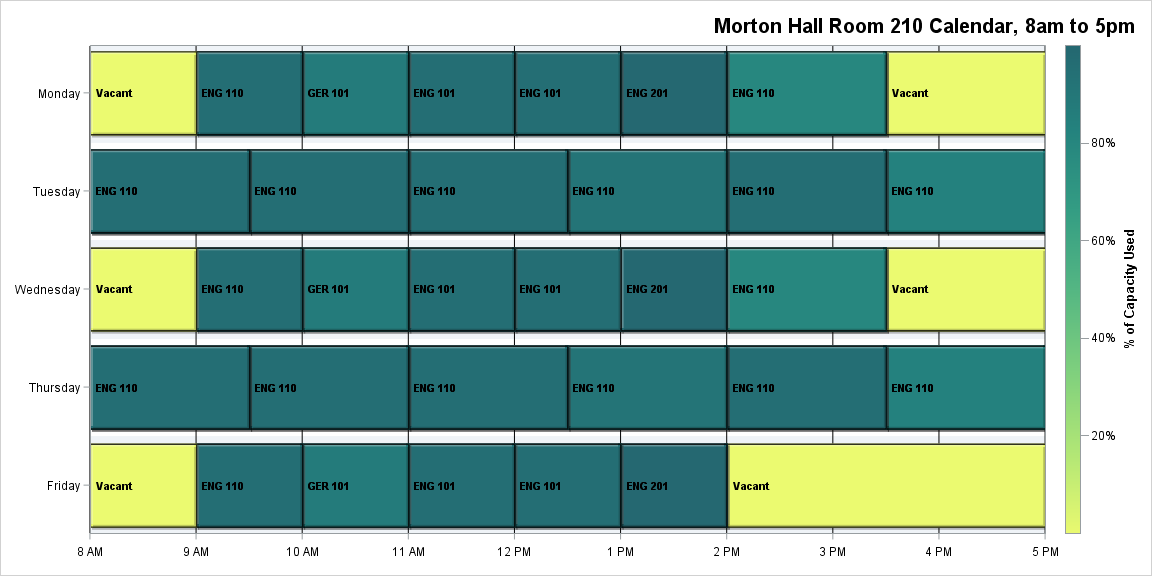 Morton Hall Room 210 Calendar, 8am to 5pm
Monday
Vacant
ENG 110
GER 101
ENG 101
ENG 101
ENG 201
ENG 110
Vacant
Tuesday
ENG 110
ENG 110
ENG 110
ENG 110
ENG 110
ENG 110
Wednesday
Vacant
ENG 110
GER 101
ENG 101
ENG 101
ENG 201
ENG 110
Vacant
Thursday
ENG 110
ENG 110
ENG 110
ENG 110
ENG 110
ENG 110
Friday
Vacant
ENG 110
GER 101
ENG 101
ENG 101
ENG 201
Vacant
8 AM
9 AM
10 AM
11 AM
12 PM
1 PM
2 PM
3 PM
4 PM
5 PM
80%
60%
40%
20%
% of Capacity Used